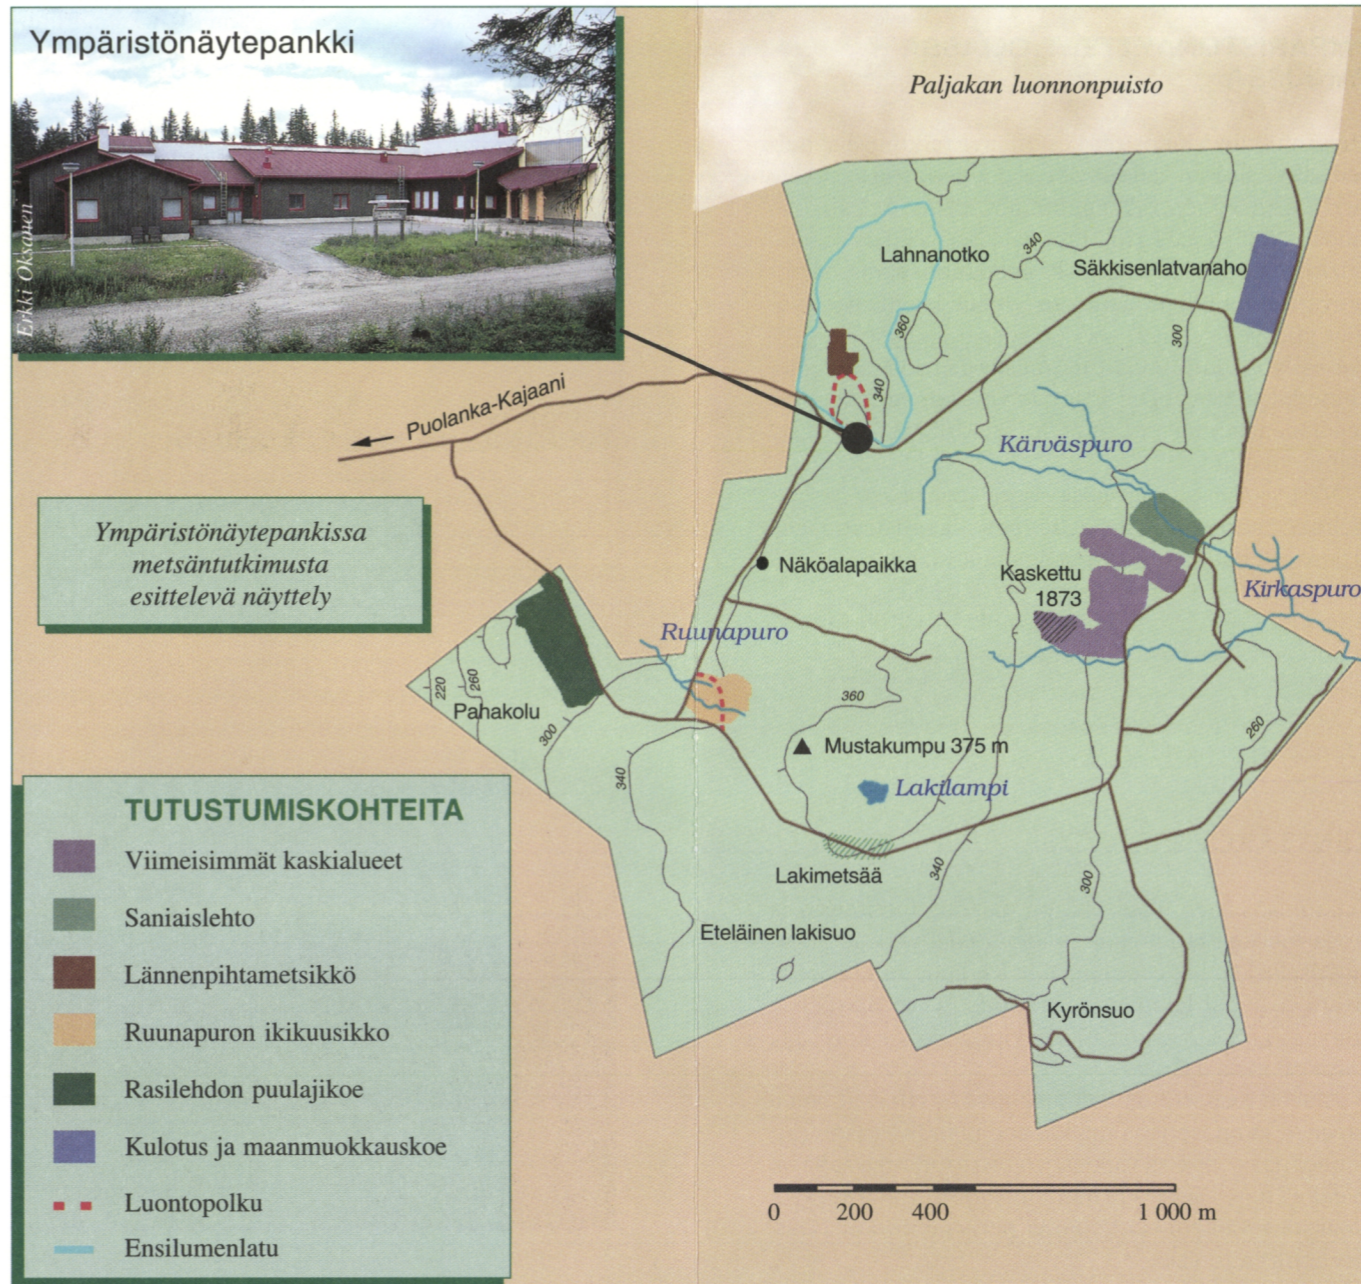 Ympäristönäytepankki
Erkki Oksanen
Paljakan luonnonpuisto
Lahnanotko
340
Säkkisenlatvanaho
360
300
340
Puolanka-Kajaani
Kärväspuro
Ympäristönäytepankissa
metsäntutkimusta
esittelevä näyttely
Näköalapaikka
Kaskettu
1873
Kirkaspuro
Ruunapuro
220
260
Pahakolu
300
360
340
Mustakumpu 375 m
260
Lakilampi
Lakimetsää
340
300
Eteläinen lakisuo
Kyrönsuo
TUTUSTUMISKOHTEITA
Viimeisimmät kaskialueet
Saniaislehto
Lännenpihtametsikkö
Ruunapuron ikikuusikko
Rasilehdon puulajikoe
Kulotus ja maanmuokkauskoe
Luontopolku
Ensilumenlatu
0 200 400 1 000 m